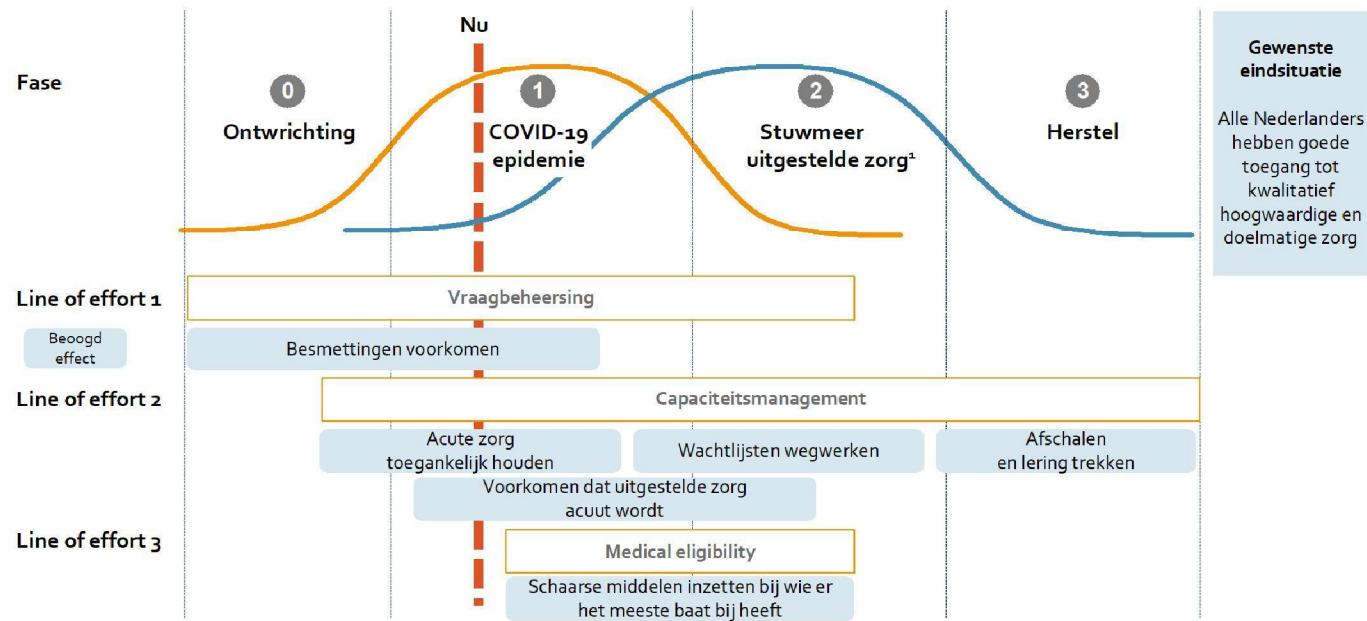 Nu
Fase
0
1
2
3
Ontwrichting
COVID-19
epidemie
Stuwmeer
uitgestelde zorg¹
Herstel
Gewenste
eindsituatie
Alle Nederlanders
hebben goede
toegang tot
kwalitatief
hoogwaardige en
doelmatige zorg
Line of effort 1
Vraagbeheersing
Beoogd
effect
Besmettingen voorkomen
Line of effort 2
Capaciteitsmanagement
Acute zorg
toegankelijk houden
Wachtlijsten wegwerken
Afschalen
en lering trekken
Voorkomen dat uitgestelde zorg
acuut wordt
Line of effort 3
Medical eligibility
Schaarse middelen inzetten bij wie er
het meeste baat bij heeft